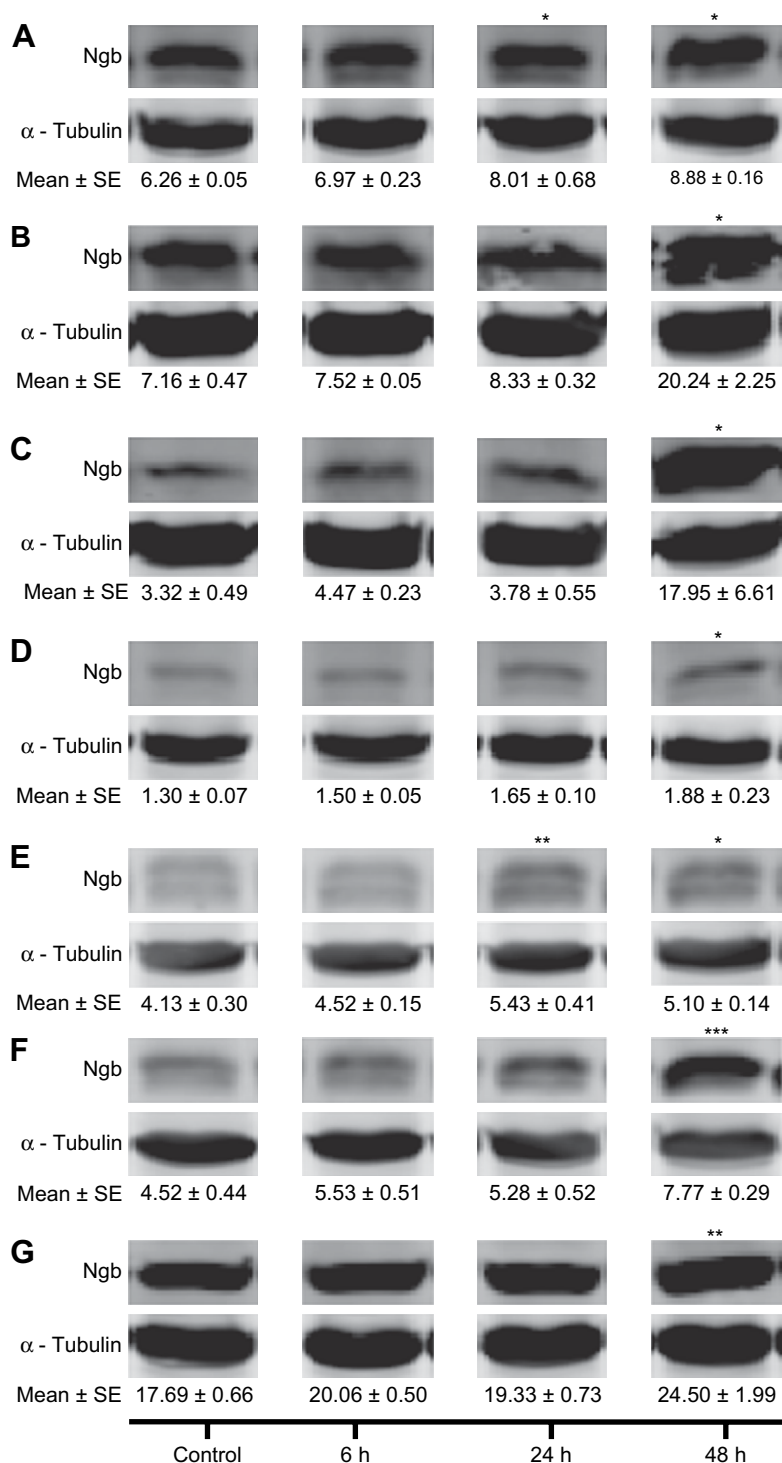 * *
A
Ngb
α - Tubulin
Mean ± SE 6.26 ± 0.05 6.97 ± 0.23 8.01 ± 0.68 8.88 ± 0.16
*
B
Ngb
α - Tubulin
Mean ± SE 7.16 ± 0.47 7.52 ± 0.05 8.33 ± 0.32 20.24 ± 2.25
*
C
Ngb
α - Tubulin
Mean ± SE 3.32 ± 0.49 4.47 ± 0.23 3.78 ± 0.55 17.95 ± 6.61
*
D
Ngb
α - Tubulin
Mean ± SE 1.30 ± 0.07 1.50 ± 0.05 1.65 ± 0.10 1.88 ± 0.23
** *
E
Ngb
α - Tubulin
Mean ± SE 4.13 ± 0.30 4.52 ± 0.15 5.43 ± 0.41 5.10 ± 0.14
***
F
Ngb
α - Tubulin
Mean ± SE 4.52 ± 0.44 5.53 ± 0.51 5.28 ± 0.52 7.77 ± 0.29
**
G
Ngb
α - Tubulin
Mean ± SE 17.69 ± 0.66 20.06 ± 0.50 19.33 ± 0.73 24.50 ± 1.99
Control 6 h 24 h 48 h